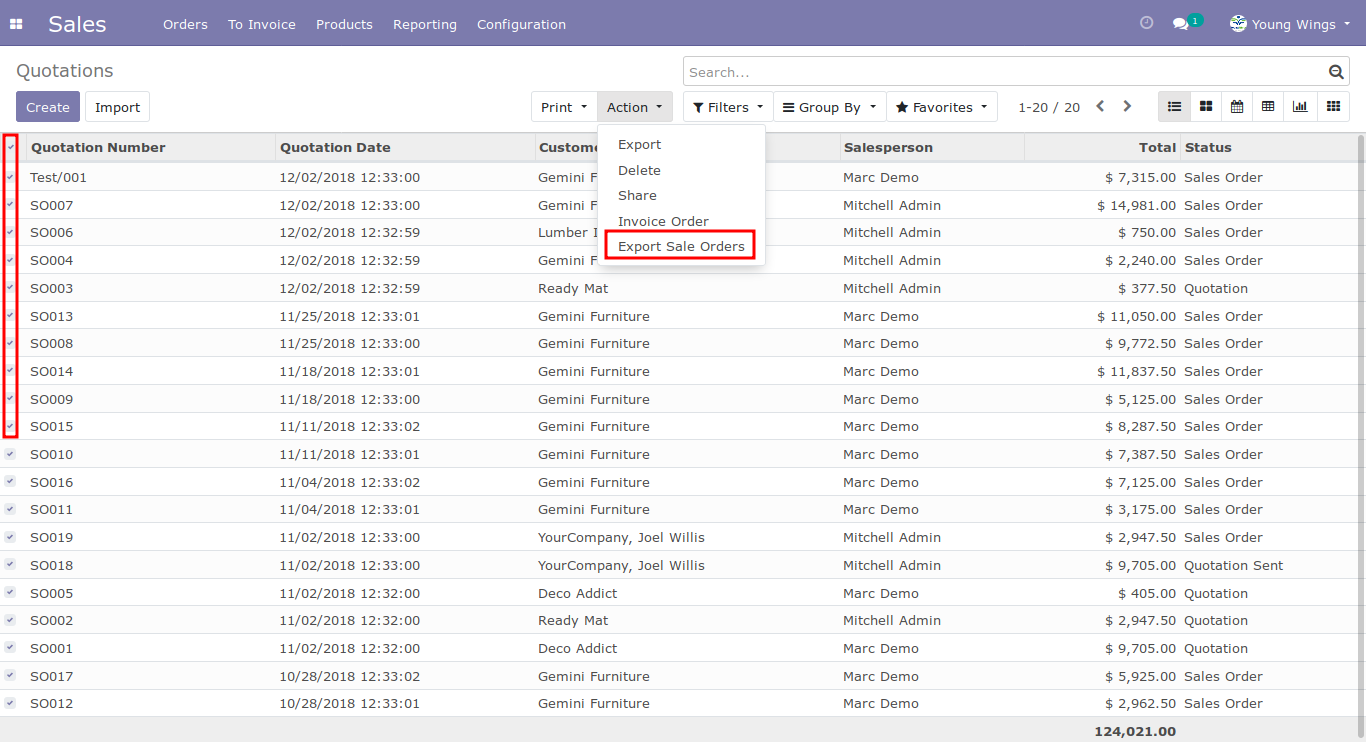 Sales Orders To Invoice Products Reporting Configuration 1 Young Wings
Quotations Search...
Create Import Print Action Filters Group By Favorites 1-20 / 20
Export
Delete
Share
Invoice Order
Export Sale Orders
Quotation Number Quotation Date Custome Salesperson Total Status
Test/001 12/02/2018 12:33:00 Gemini F Marc Demo $ 7,315.00 Sales Order
SO007 12/02/2018 12:33:00 Gemini F Mitchell Admin $ 14,981.00 Sales Order
SO006 12/02/2018 12:32:59 Lumber I Mitchell Admin $ 750.00 Sales Order
SO004 12/02/2018 12:32:59 Gemini F Mitchell Admin $ 2,240.00 Sales Order
SO003 12/02/2018 12:32:59 Ready Mat Mitchell Admin $ 377.50 Quotation
SO013 11/25/2018 12:33:01 Gemini Furniture Marc Demo $ 11,050.00 Sales Order
SO008 11/25/2018 12:33:00 Gemini Furniture Marc Demo $ 9,772.50 Sales Order
SO014 11/18/2018 12:33:01 Gemini Furniture Marc Demo $ 11,837.50 Sales Order
SO009 11/18/2018 12:33:00 Gemini Furniture Marc Demo $ 5,125.00 Sales Order
SO015 11/11/2018 12:33:02 Gemini Furniture Marc Demo $ 8,287.50 Sales Order
SO010 11/11/2018 12:33:01 Gemini Furniture Marc Demo $ 7,387.50 Sales Order
SO016 11/04/2018 12:33:02 Gemini Furniture Marc Demo $ 7,125.00 Sales Order
SO011 11/04/2018 12:33:01 Gemini Furniture Marc Demo $ 3,175.00 Sales Order
SO019 11/02/2018 12:33:00 YourCompany, Joel Willis Mitchell Admin $ 2,947.50 Sales Order
SO018 11/02/2018 12:33:00 YourCompany, Joel Willis Mitchell Admin $ 9,705.00 Quotation Sent
SO005 11/02/2018 12:32:00 Deco Addict Marc Demo $ 405.00 Quotation
SO002 11/02/2018 12:32:00 Ready Mat Mitchell Admin $ 2,947.50 Quotation
SO001 11/02/2018 12:32:00 Deco Addict Marc Demo $ 9,705.00 Quotation
SO017 10/28/2018 12:33:02 Gemini Furniture Marc Demo $ 5,925.00 Sales Order
SO012 10/28/2018 12:33:01 Gemini Furniture Marc Demo $ 2,962.50 Sales Order
124,021.00